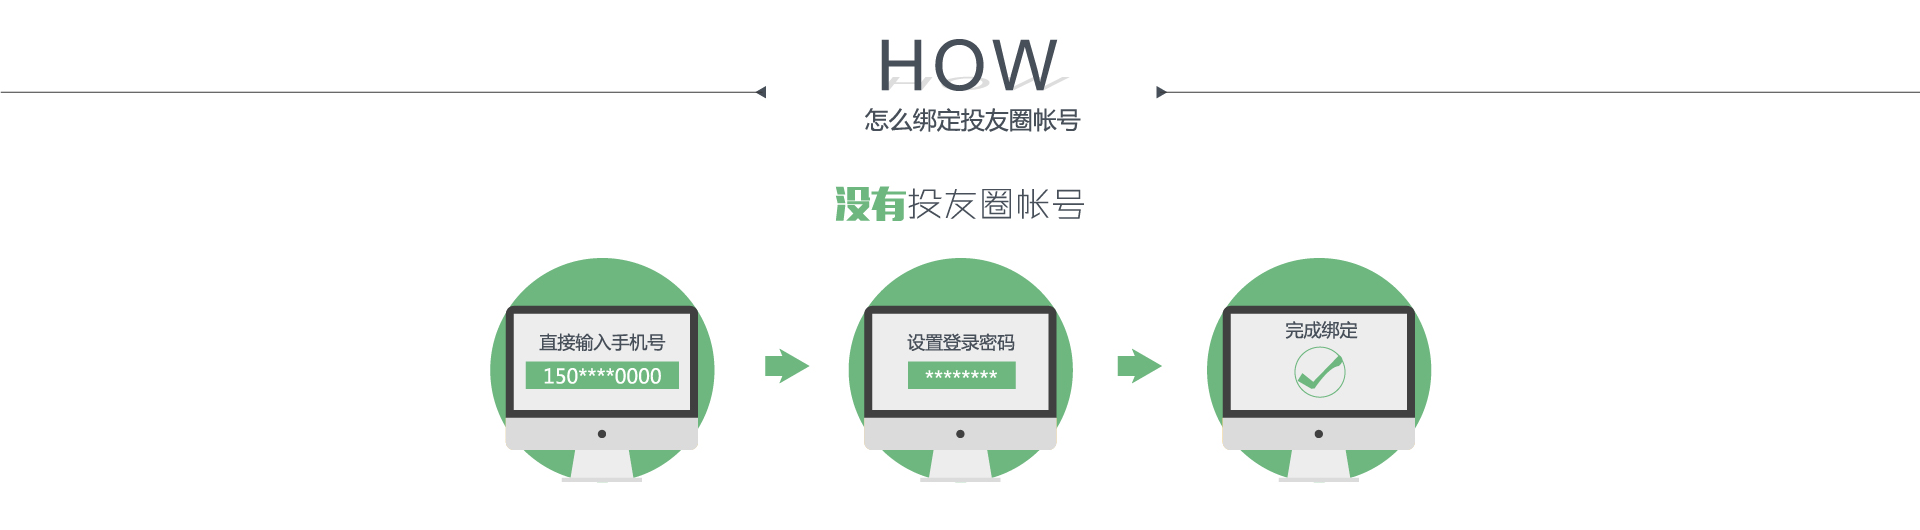 HOW
怎么绑定投友圈帐号
没有投友圈帐号
直接输入手机号
150****0000
设置登录密码
********
完成绑定